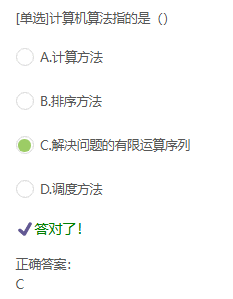 [单选]计算机算法指的是（）
A.计算方法
B.排序方法
C.解决问题的有限运算序列
D.调度方法
答对了!
正确答案:
C